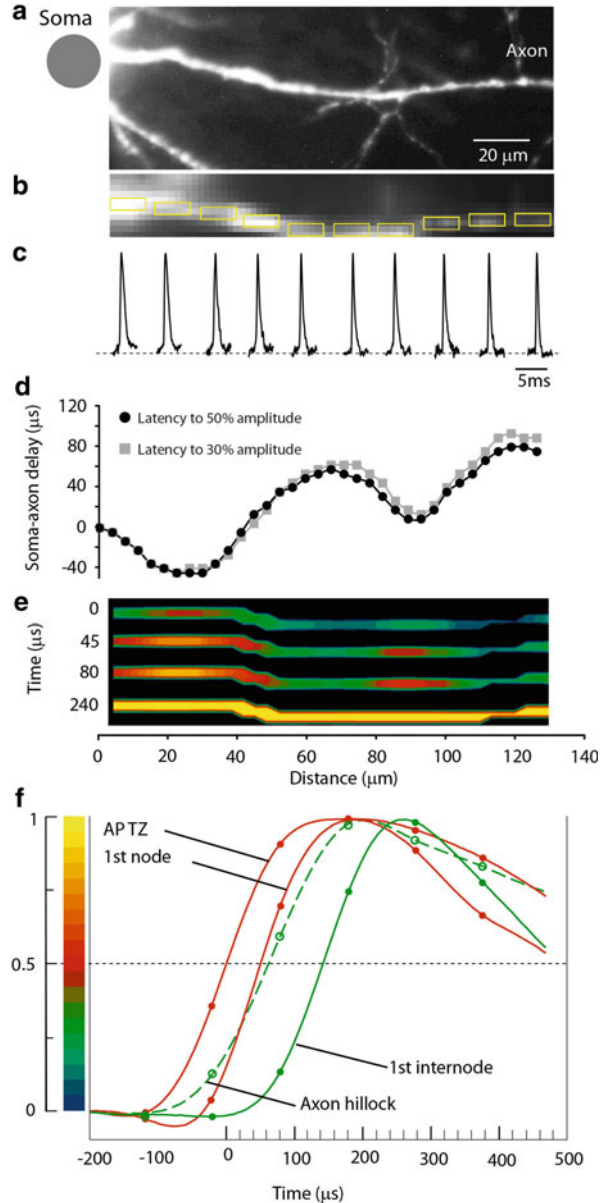 a
Soma
Axon
20 μm
b
c
5ms
d
Soma-axon delay (μs)
120
80
40
0
-40
Latency to 50% amplitude
Latency to 30% amplitude
e
Time (μs)
0
45
80
240
0 20 40 60 80 100 120 140
Distance (μm)
f
1
0.5
0
AP TZ
1st node
1st internode
Axon hillock
-200 -100 0 100 200 300 400 500
Time (μs)